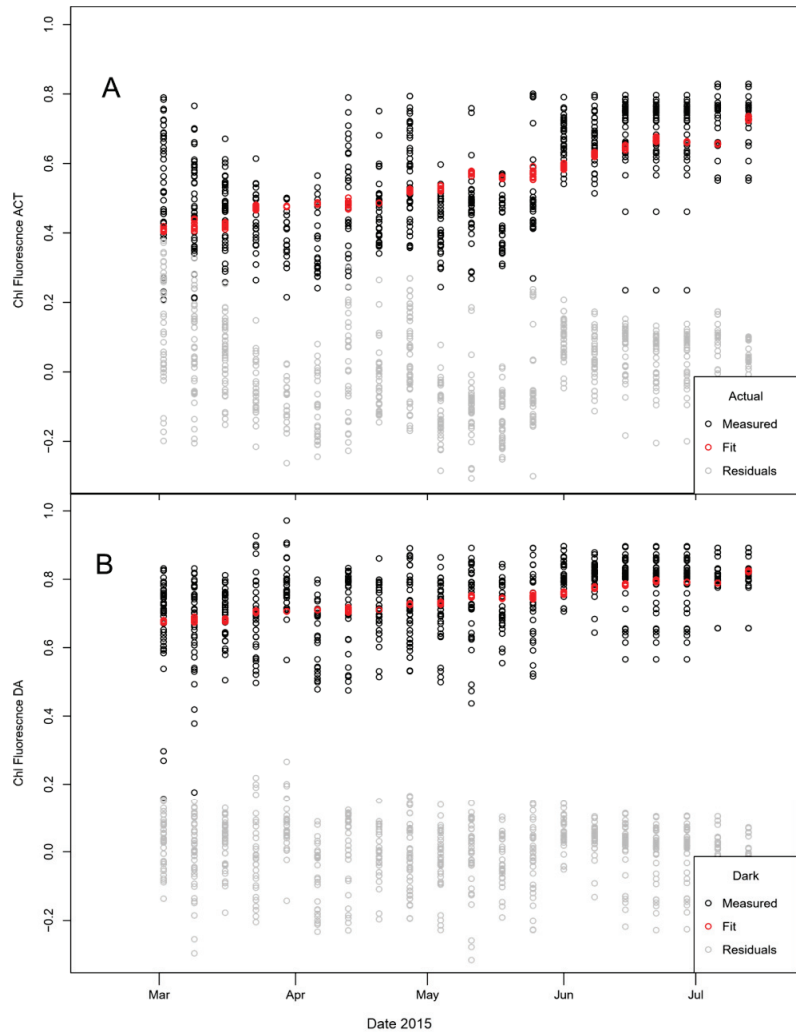 A
Chl Fluorescnce ACT
1.0
0.8
0.6
0.4
0.2
0.0
−0.2
Actual
Measured
Fit
Residuals
B
Chl Fluorescnce DA
1.0
0.8
0.6
0.4
0.2
0.0
−0.2
Dark
Measured
Fit
Residuals
Mar Apr May Jun Jul
Date 2015